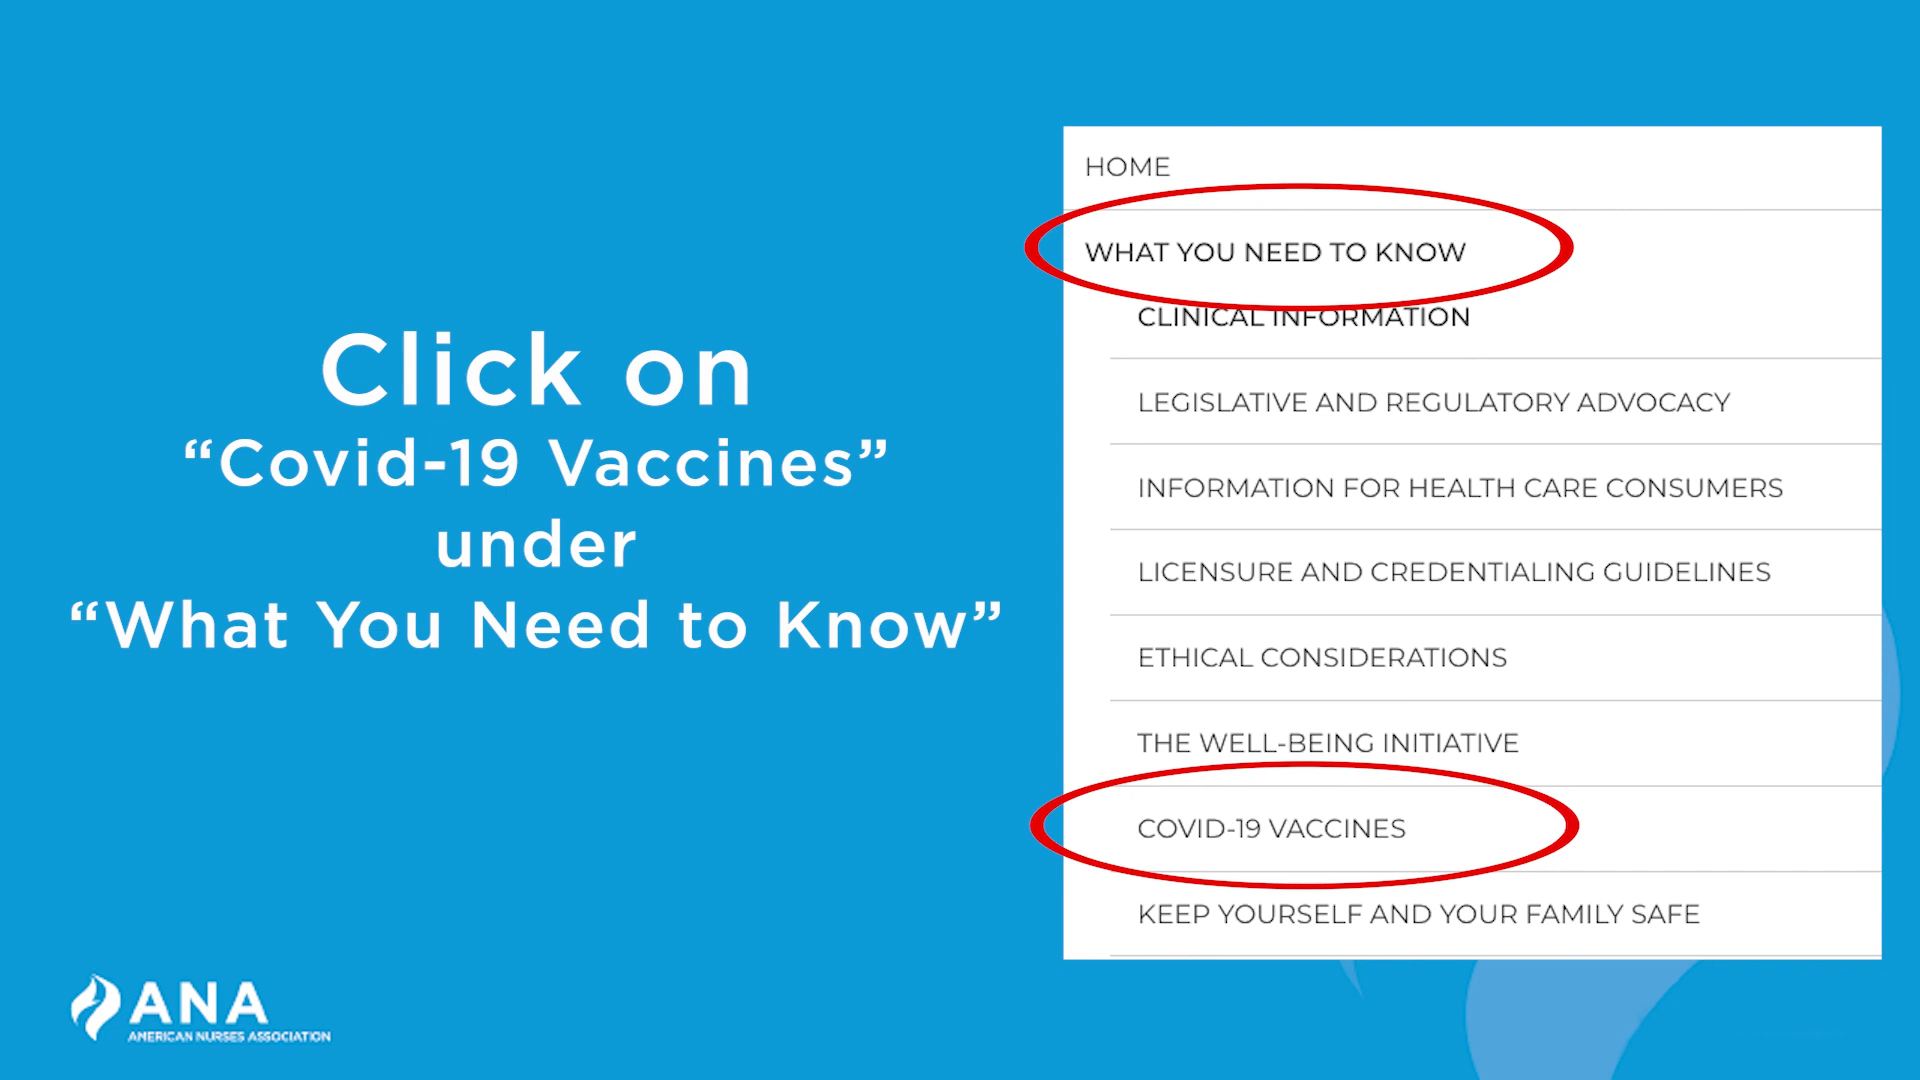 Click on
“Covid-19 Vaccines”
under
“What You Need to Know”
HOME
WHAT YOU NEED TO KNOW
CLINICAL INFORMATION
LEGISLATIVE AND REGULATORY ADVOCACY
INFORMATION FOR HEALTH CARE CONSUMERS
LICENSURE AND CREDENTIALING GUIDELINES
ETHICAL CONSIDERATIONS
THE WELL-BEING INITIATIVE
COVID-19 VACCINES
KEEP YOURSELF AND YOUR FAMILY SAFE
ANA
AMERICAN NURSES ASSOCIATION